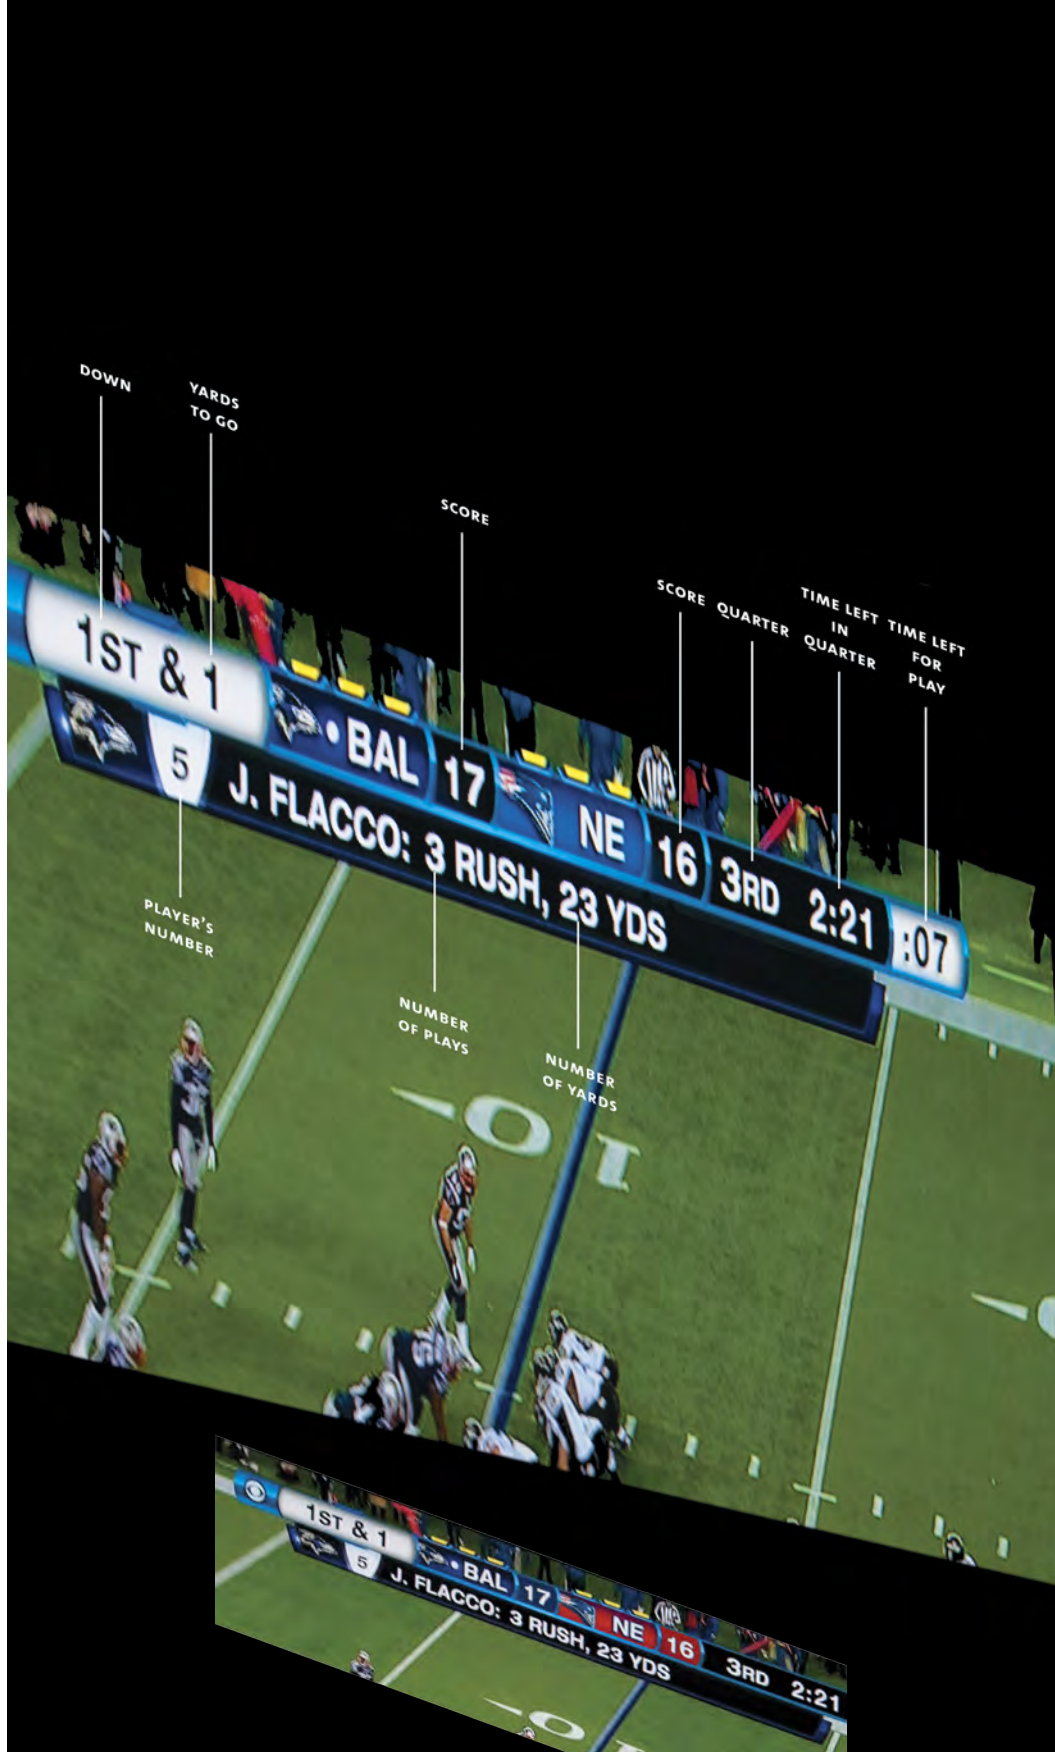 DOWN
YARDS
TO GO
SCORE
SCORE
QUARTER
TIME LEFT
IN
QUARTER
TIME LEFT
FOR
PLAY
1ST & 1
BAL 17 NE 16 3RD 2:21 :07
5 J. FLACCO: 3 RUSH, 23 YDS
PLAYER'S
NUMBER
NUMBER
OF PLAYS
NUMBER
OF YARDS
1 0
1ST & 1
BAL 17 NE 16 3RD 2:21
5 J. FLACCO: 3 RUSH, 23 YDS